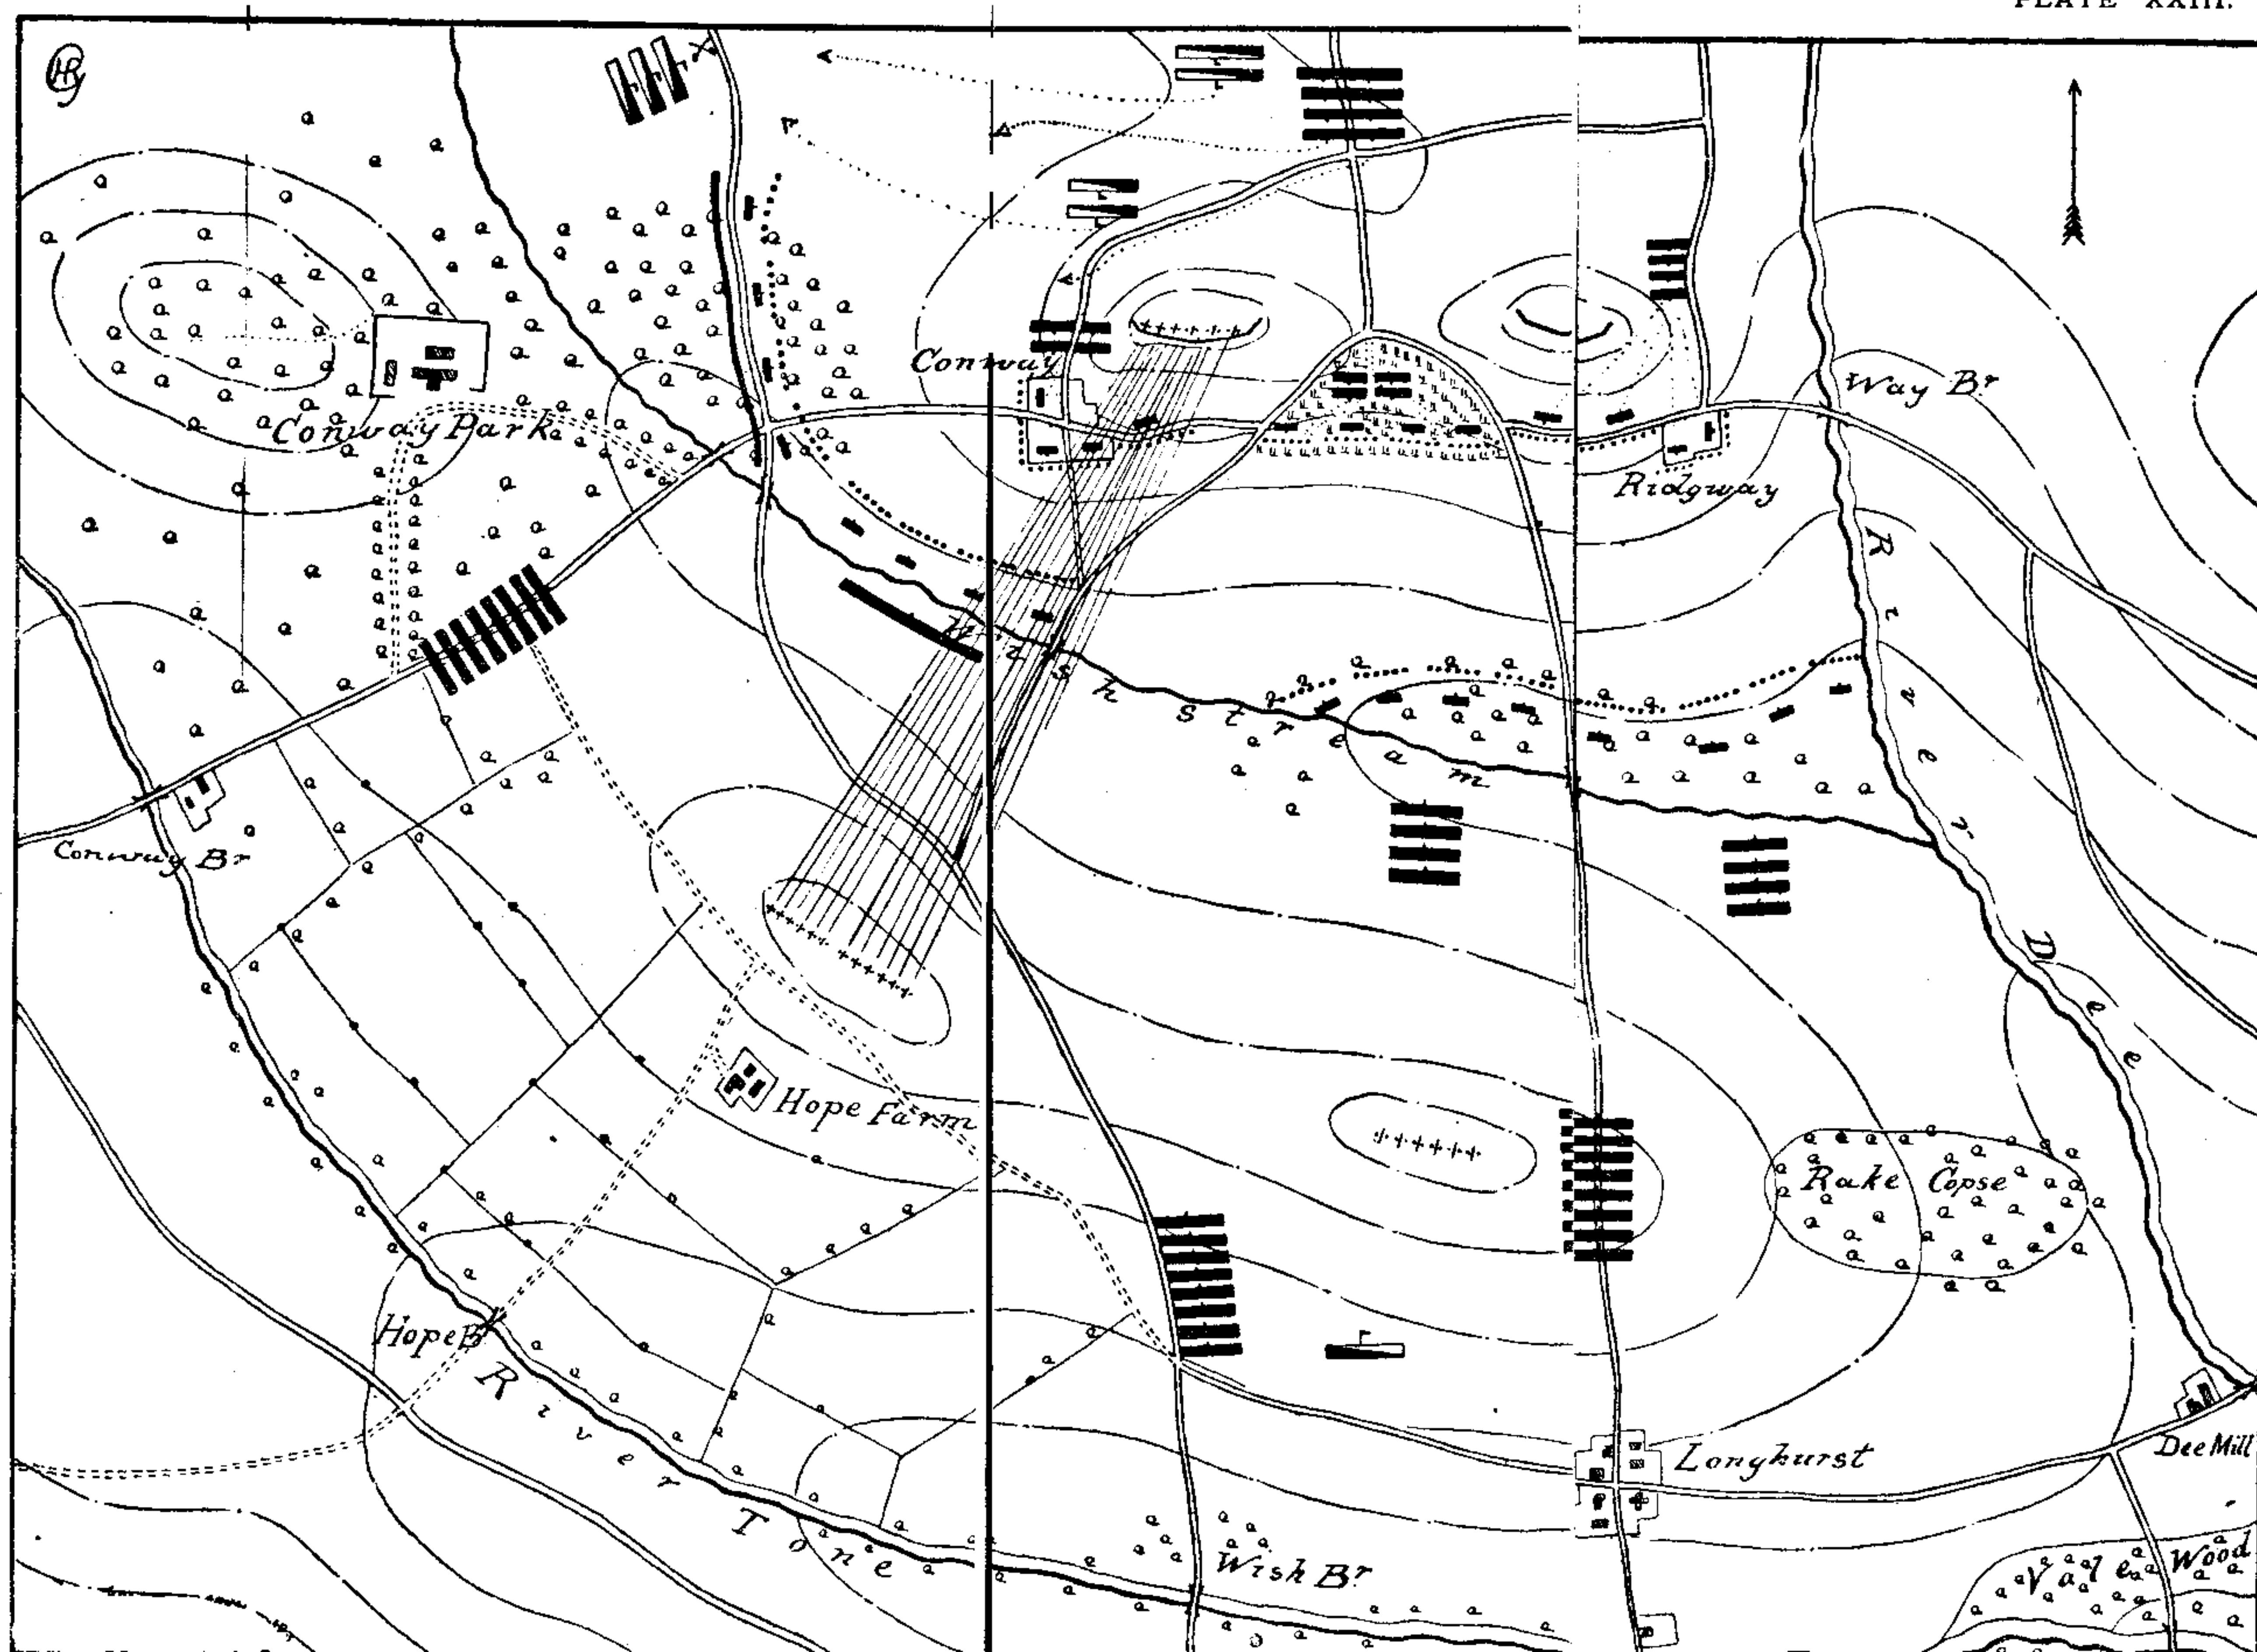 PLATE XXIII.
Conway
Conway Park
Way Br
Ridgway
Wish stream
River Dee
Conway Br
Hope Farm
Rake Copse
Hope Br
River Tone
Longhurst
Dee Mill
Wish Br
Vale Wood